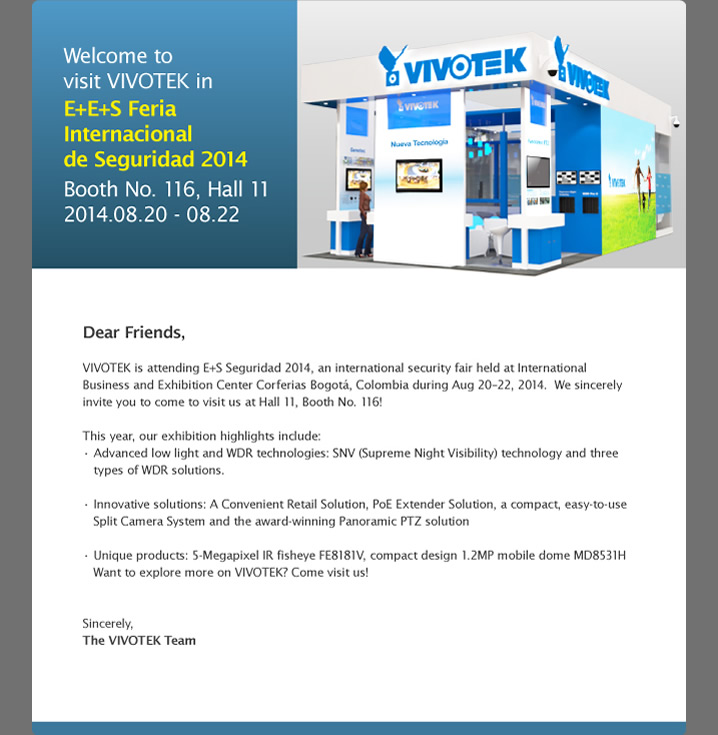 Welcome to
visit VIVOTEK in
E+E+S Feria
Internacional
de Seguridad 2014
Booth No. 116, Hall 11
2014.08.20 - 08.22
VIVOTEK
VIVOTEK
VIVOTEK
Nueva Tecnología
VIVOTEK
Dear Friends,
VIVOTEK is attending E+S Seguridad 2014, an international security fair held at International
Business and Exhibition Center Corferias Bogotá, Colombia during Aug 20–22, 2014. We sincerely
invite you to come to visit us at Hall 11, Booth No. 116!
This year, our exhibition highlights include:
· Advanced low light and WDR technologies: SNV (Supreme Night Visibility) technology and three
types of WDR solutions.
· Innovative solutions: A Convenient Retail Solution, PoE Extender Solution, a compact, easy-to-use
Split Camera System and the award-winning Panoramic PTZ solution
· Unique products: 5-Megapixel IR fisheye FE8181V, compact design 1.2MP mobile dome MD8531H
Want to explore more on VIVOTEK? Come visit us!
Sincerely,
The VIVOTEK Team